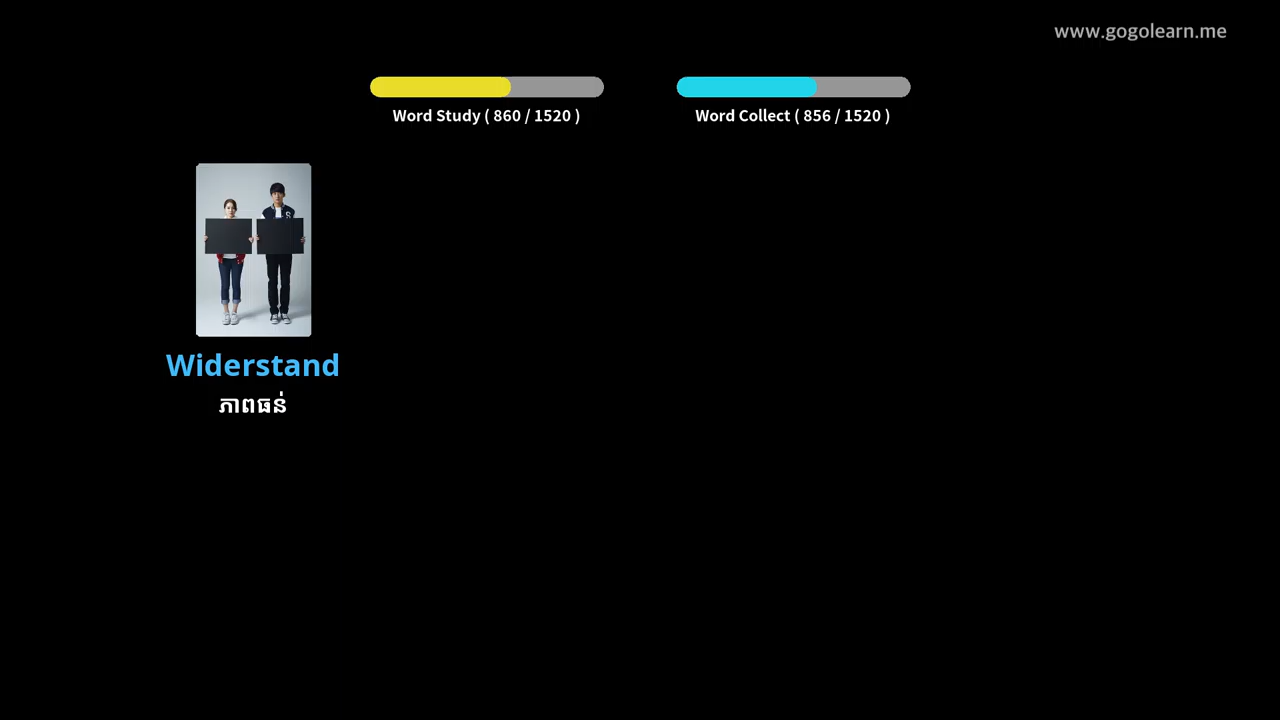 www.gogolearn.me
Word Study ( 860 / 1520 )
Word Collect ( 856 / 1520 )
Widerstand
ភាពធន់